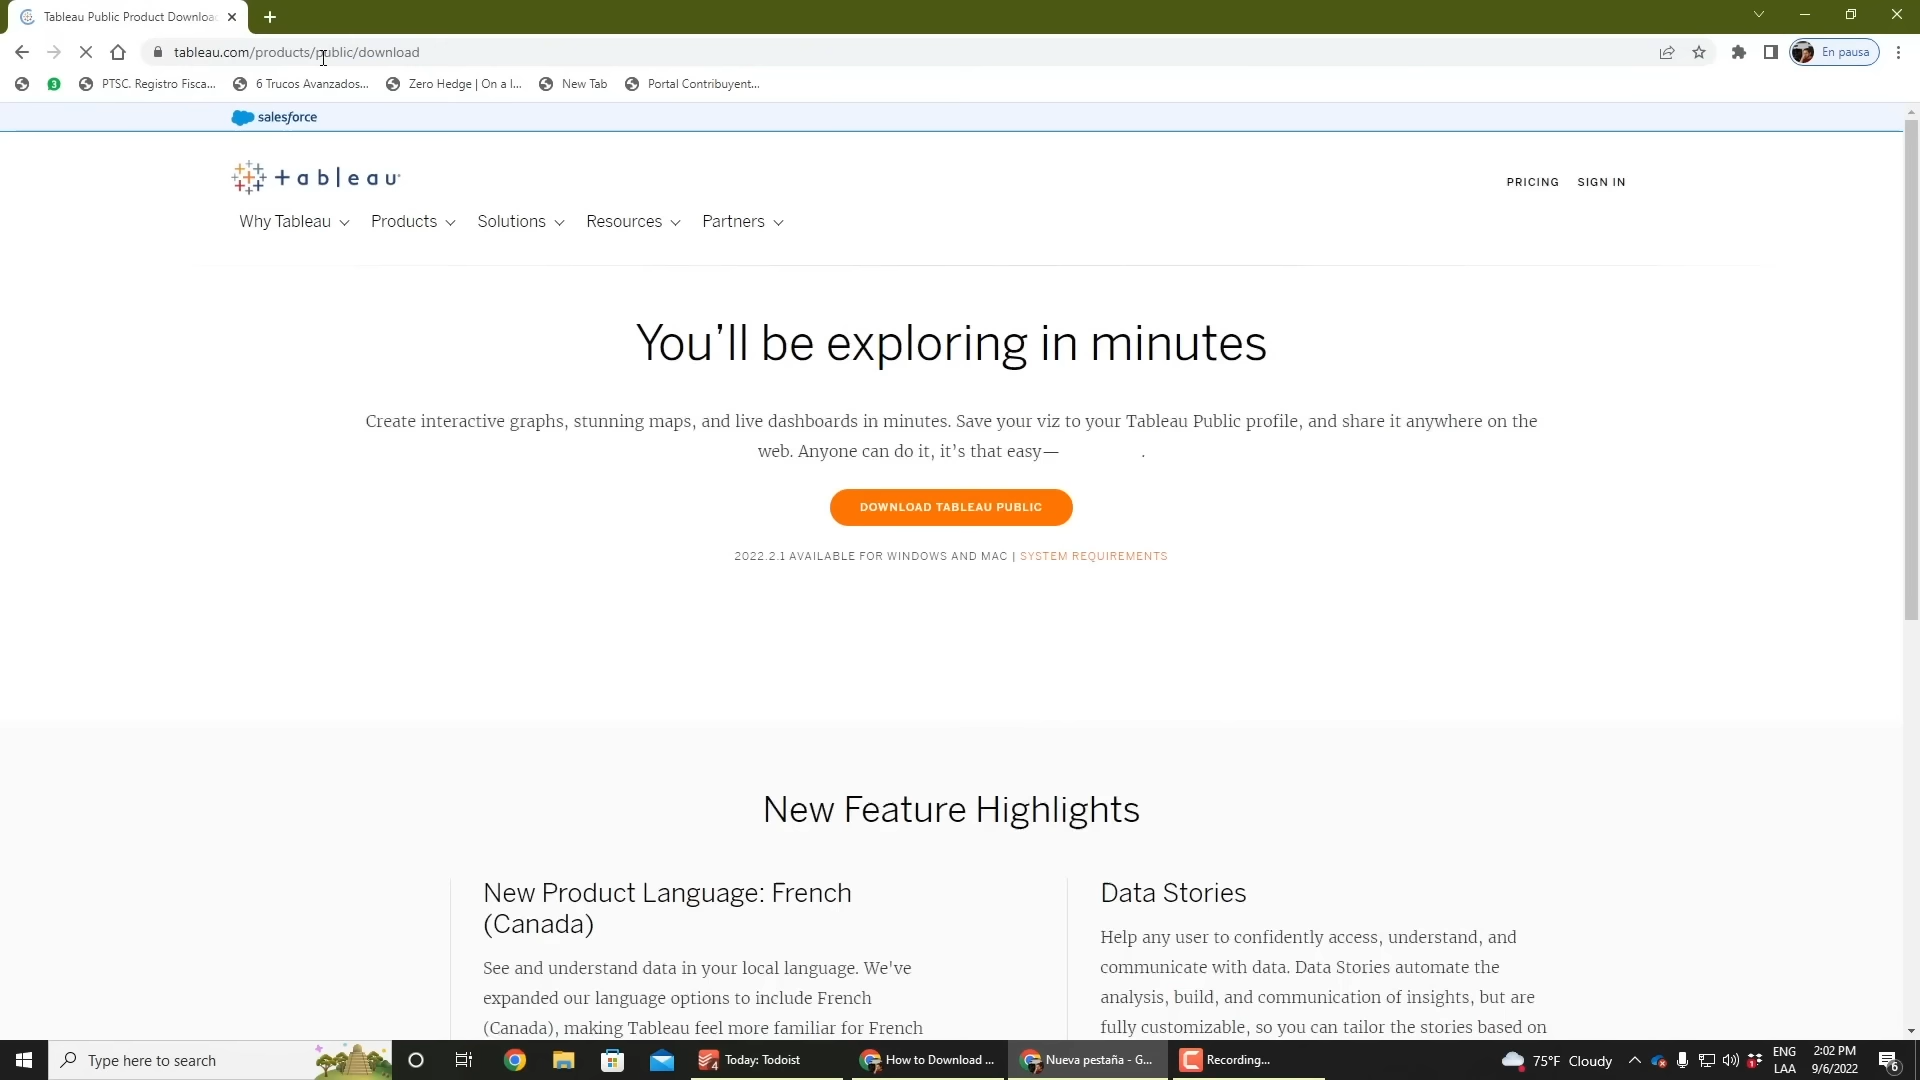 Tableau Public Product Downloa
tableau.com/products/public/download
En pausa
3
PTSC. Registro Fisca...
6 Trucos Avanzados...
Zero Hedge | On a l...
New Tab
Portal Contribuyent...
salesforce
+ a b | e a u
PRICING
SIGN IN
Why Tableau
Products
Solutions
Resources
Partners
You’ll be exploring in minutes
Create interactive graphs, stunning maps, and live dashboards in minutes. Save your viz to your Tableau Public profile, and share it anywhere on the
web. Anyone can do it, it’s that easy— .
DOWNLOAD TABLEAU PUBLIC
2022.2.1 AVAILABLE FOR WINDOWS AND MAC | SYSTEM REQUIREMENTS
New Feature Highlights
New Product Language: French
(Canada)
See and understand data in your local language. We've
expanded our language options to include French
(Canada), making Tableau feel more familiar for French
Data Stories
Help any user to confidently access, understand, and
communicate with data. Data Stories automate the
analysis, build, and communication of insights, but are
fully customizable, so you can tailor the stories based on
Type here to search
4
Today: Todoist
How to Download ...
Nueva pestaña - G...
Recording...
75°F Cloudy
1
ENG
LAA
2:02 PM
9/6/2022
6